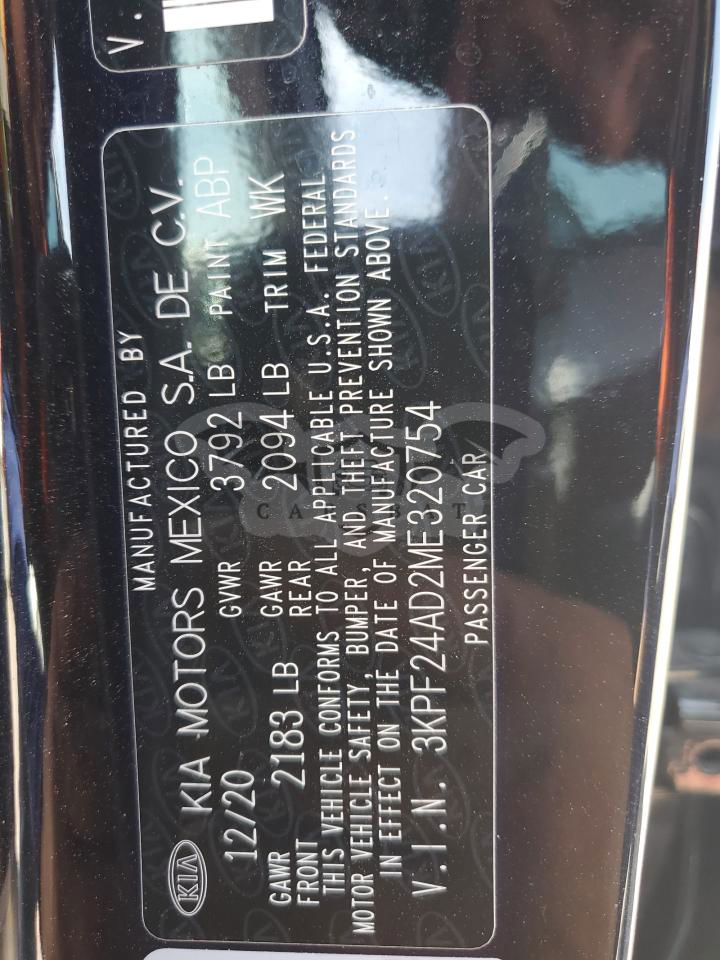 V.
MANUFACTURED BY
KIA KIA MOTORS MEXICO S.A. DE C.V.
12/20 GVWR 3792 LB PAINT ABP
GAWR FRONT 2183 LB GAWR REAR 2094 LB TRIM WK
THIS VEHICLE CONFORMS TO ALL APPLICABLE U.S.A. FEDERAL
MOTOR VEHICLE SAFETY, BUMPER, AND THEFT PREVENTION STANDARDS
IN EFFECT ON THE DATE OF MANUFACTURE SHOWN ABOVE.
V.I.N. 3KPF24AD2ME320754
PASSENGER CAR